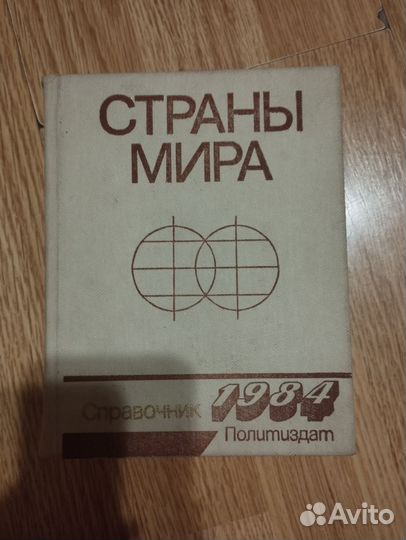 СТРАНЫ
МИРА
Справочник 1984
Политиздат
Avito